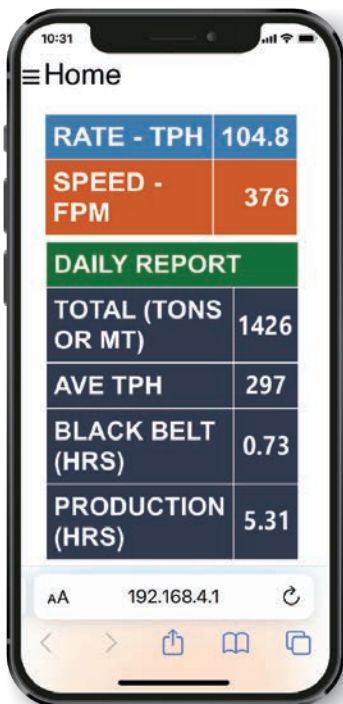 10:31
Home
RATE - TPH 104.8
SPEED -
FPM 376
DAILY REPORT
TOTAL (TONS
OR MT) 1426
AVE TPH 297
BLACK BELT
(HRS) 0.73
PRODUCTION
(HRS) 5.31
AA 192.168.4.1